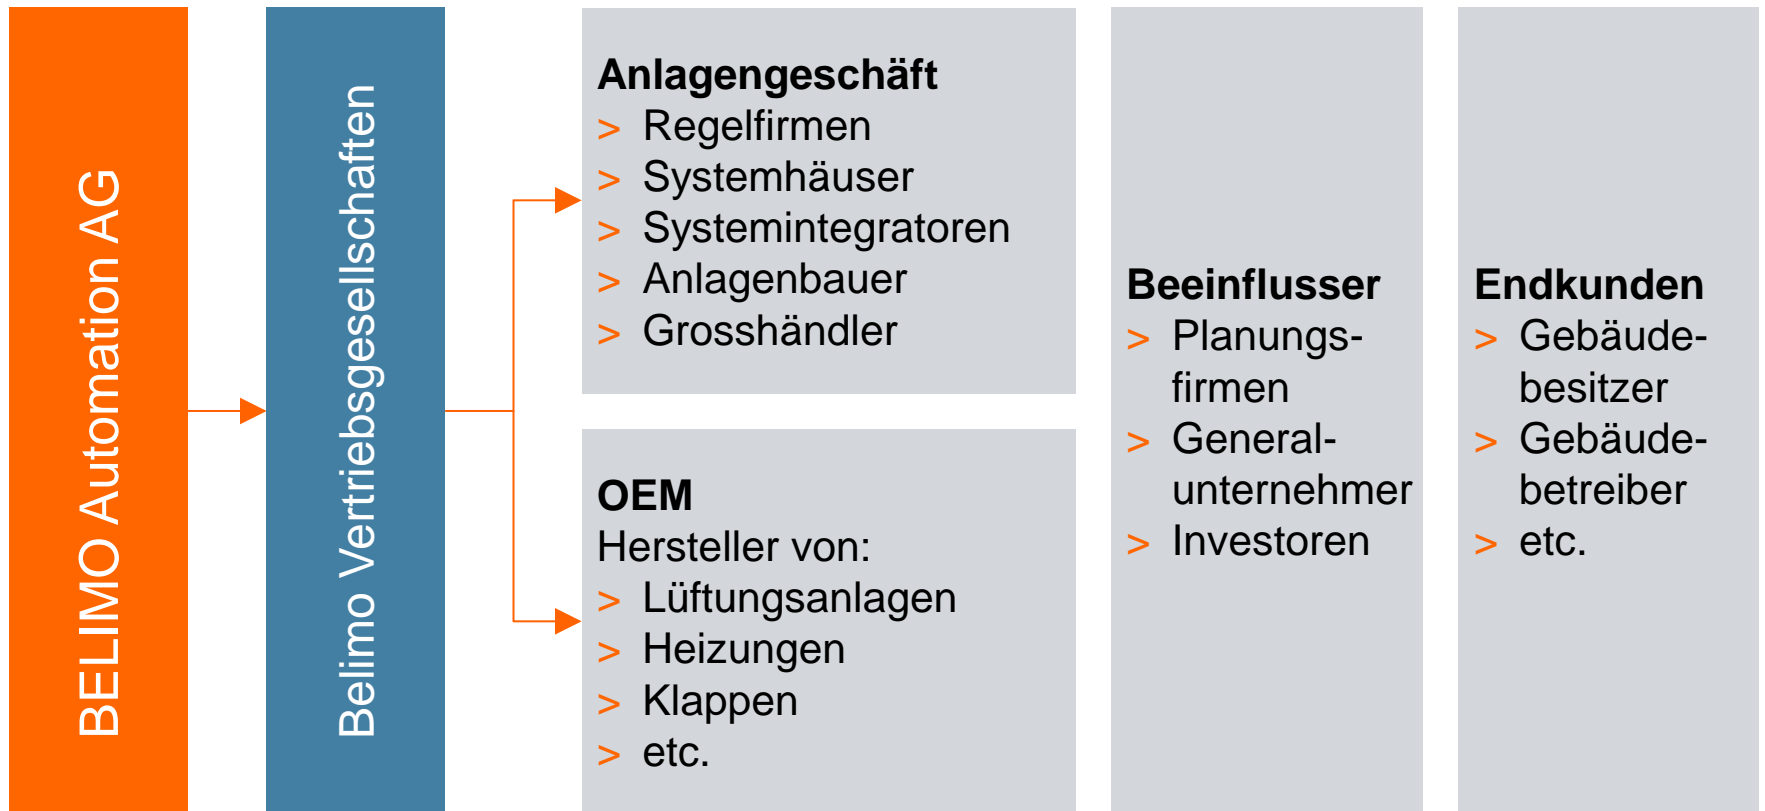 BELIMO Automation AG
Belimo Vertriebsgesellschaften
Anlagengeschäft
> Regelfirmen
> Systemhäuser
> Systemintegratoren
> Anlagenbauer
> Grosshändler
OEM
Hersteller von:
> Lüftungsanlagen
> Heizungen
> Klappen
> etc.
Beeinflusser
> Planungs-
firmen
> General-
unternehmer
> Investoren
Endkunden
> Gebäude-
besitzer
> Gebäude-
betreiber
> etc.